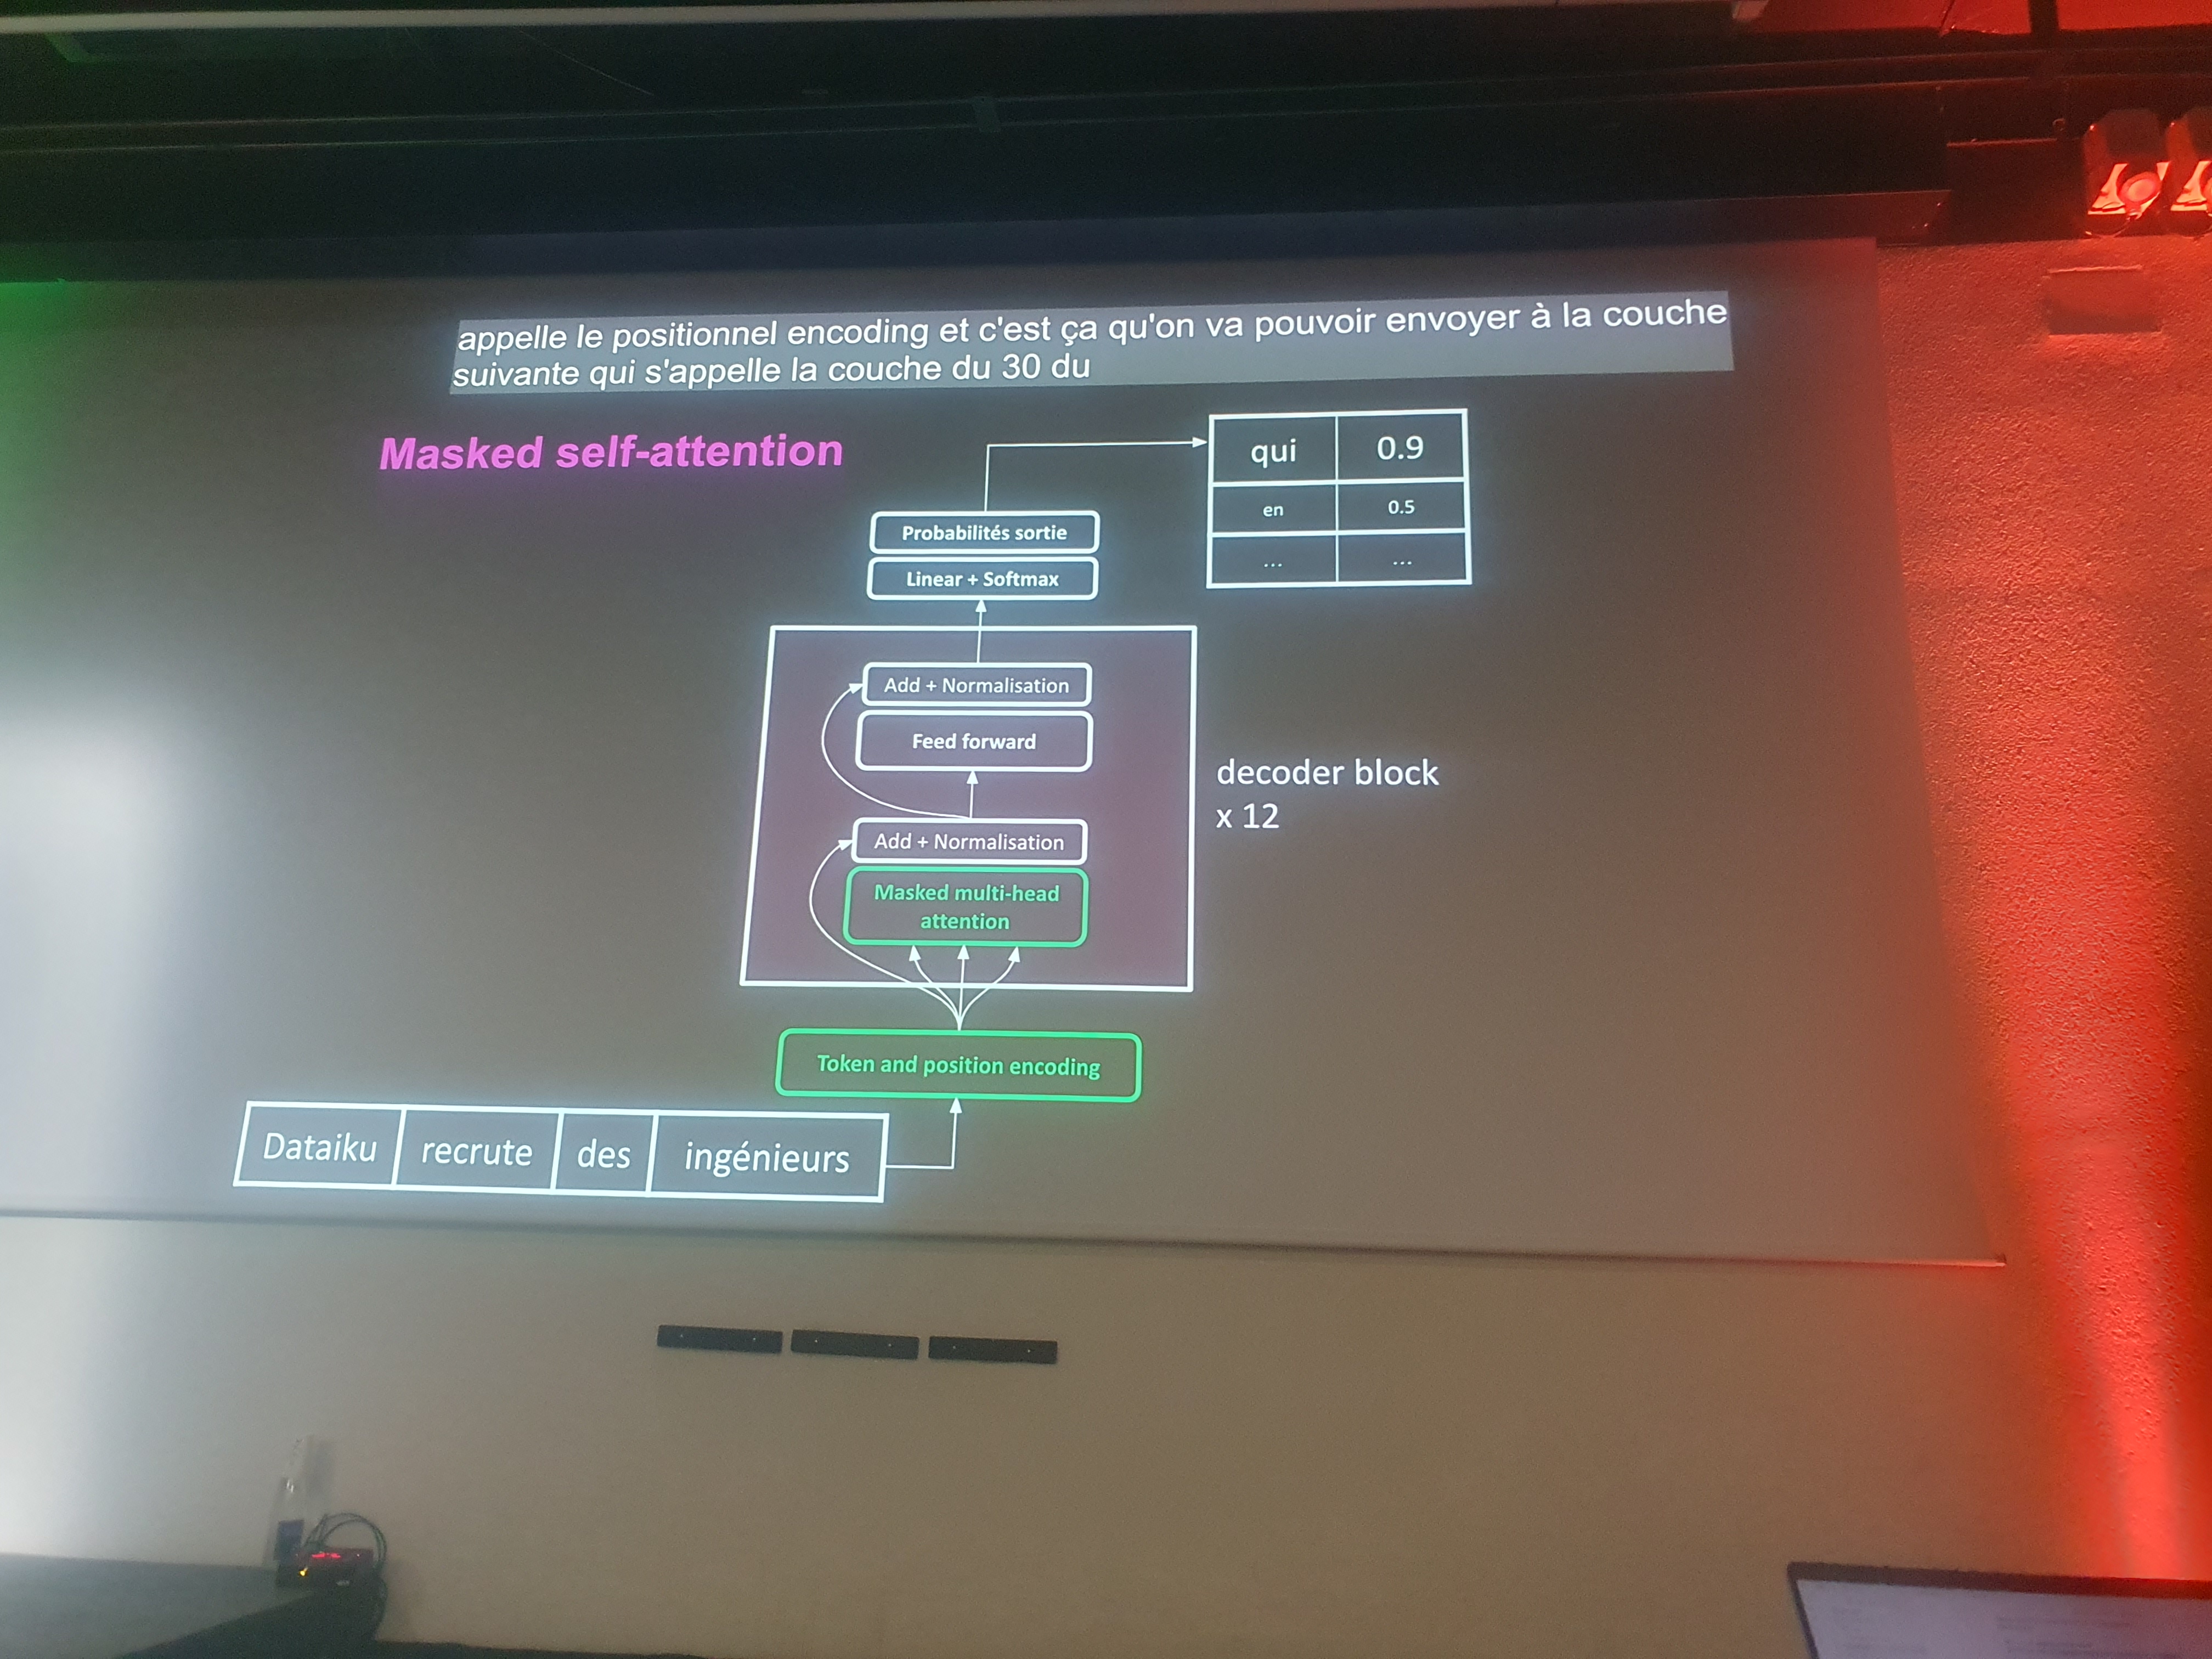 appelle le positionnel encoding et c'est ça qu'on va pouvoir envoyer à la couche
suivante qui s'appelle la couche du 30 du
Masked self-attention
qui 0.9
en 0.5
... ...
Probabilités sortie
Linear + Softmax
Add + Normalisation
Feed forward
decoder block
x 12
Add + Normalisation
Masked multi-head
attention
Token and position encoding
Dataiku recrute des ingénieurs